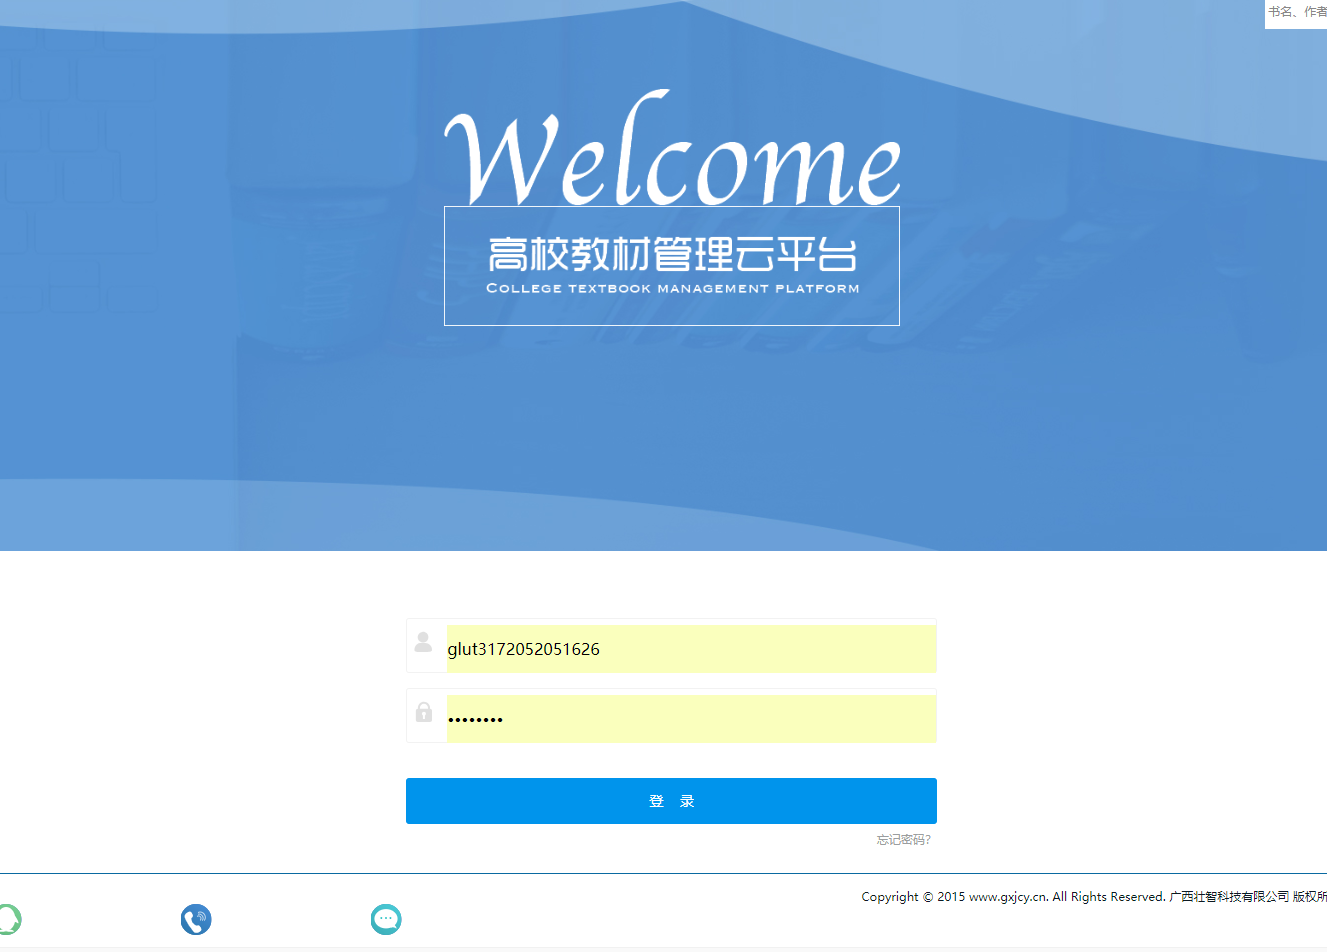 书名、作者
Welcome
高校教材管理云平台
COLLEGE TEXTBOOK MANAGEMENT PLATFORM
glut3172052051626
••••••••
登 录
忘记密码?
Copyright © 2015 www.gxjcy.cn. All Rights Reserved. 广西壮智科技有限公司 版权所